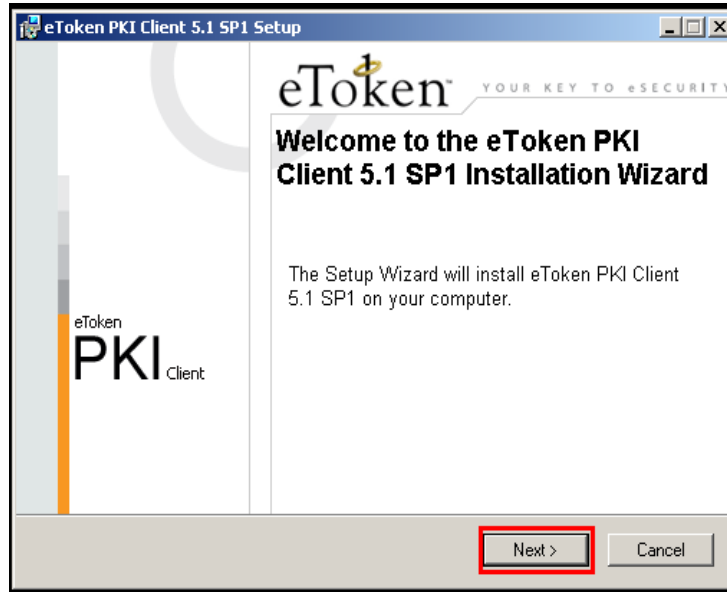 eToken PKI Client 5.1 SP1 Setup
eToken™ YOUR KEY TO eSECURITY
Welcome to the eToken PKI
Client 5.1 SP1 Installation Wizard
The Setup Wizard will install eToken PKI Client
5.1 SP1 on your computer.
eToken
PKI Client
Next >
Cancel